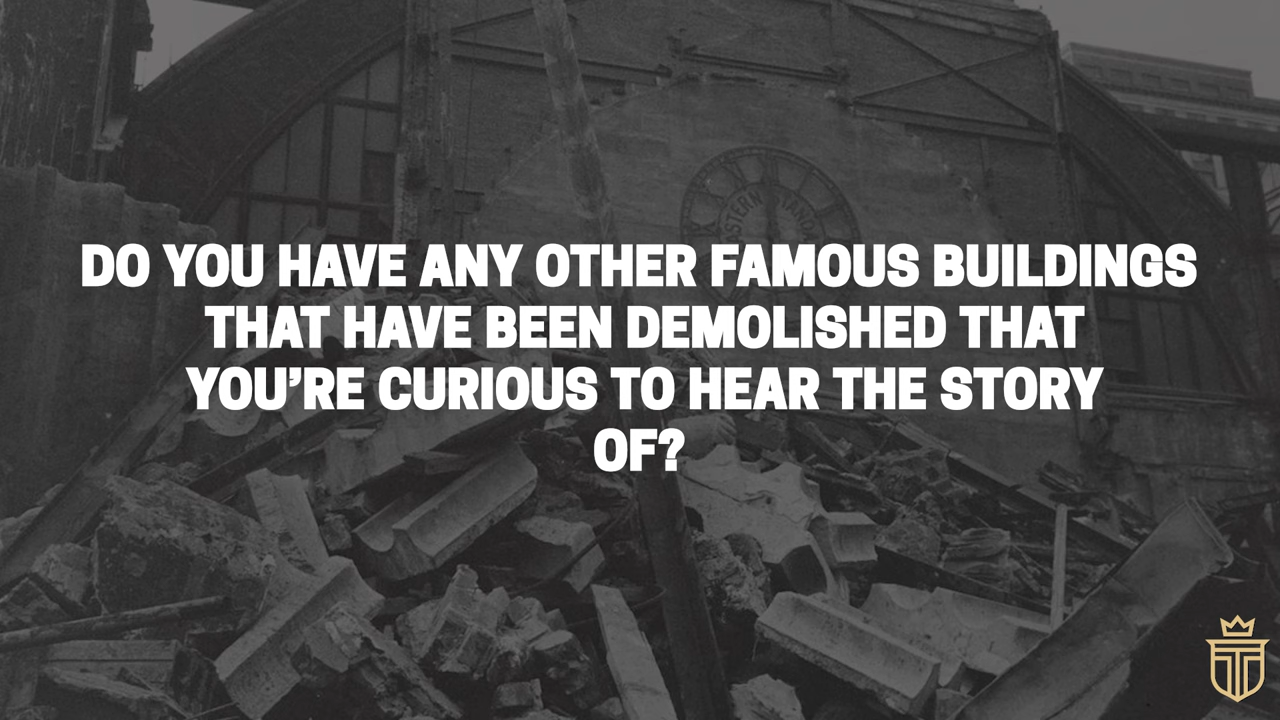 DO YOU HAVE ANY OTHER FAMOUS BUILDINGS
THAT HAVE BEEN DEMOLISHED THAT
YOU’RE CURIOUS TO HEAR THE STORY
OF?